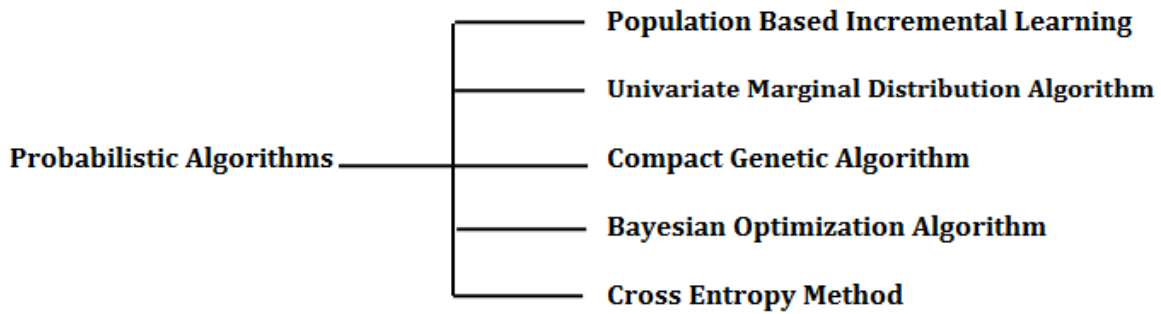 Population Based Incremental Learning
Univariate Marginal Distribution Algorithm
Probabilistic Algorithms
Compact Genetic Algorithm
Bayesian Optimization Algorithm
Cross Entropy Method